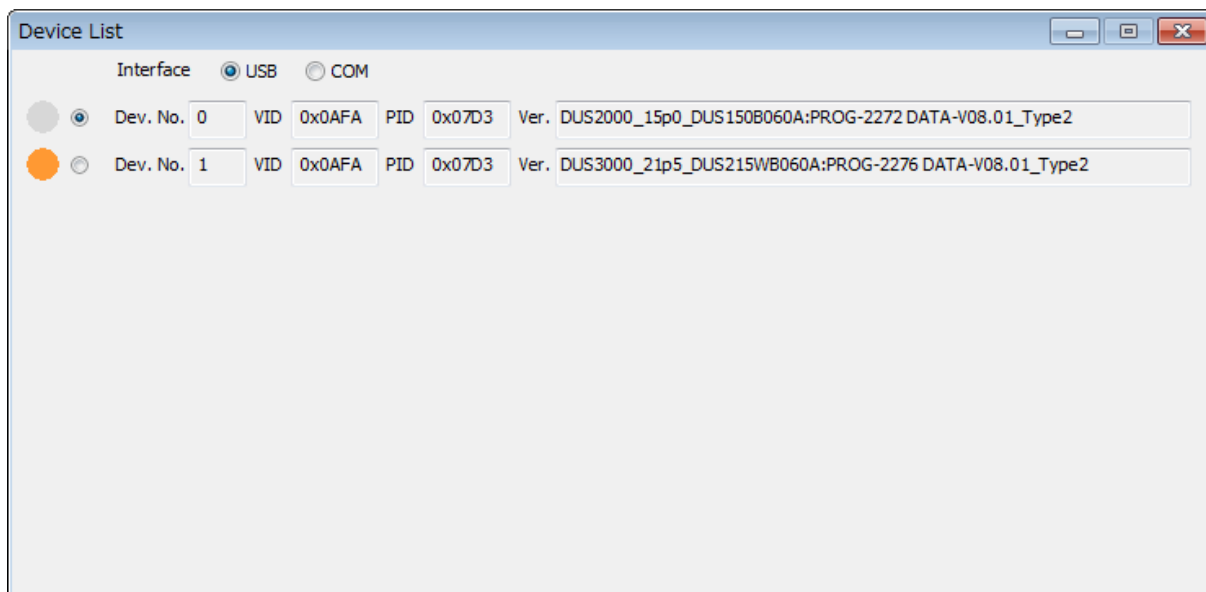 Device List
Interface USB COM
Dev. No. 0 VID 0x0AFA PID 0x07D3 Ver. DUS2000_15p0_DUS150B060A:PROG-2272 DATA-V08.01_Type2
Dev. No. 1 VID 0x0AFA PID 0x07D3 Ver. DUS3000_21p5_DUS215WB060A:PROG-2276 DATA-V08.01_Type2